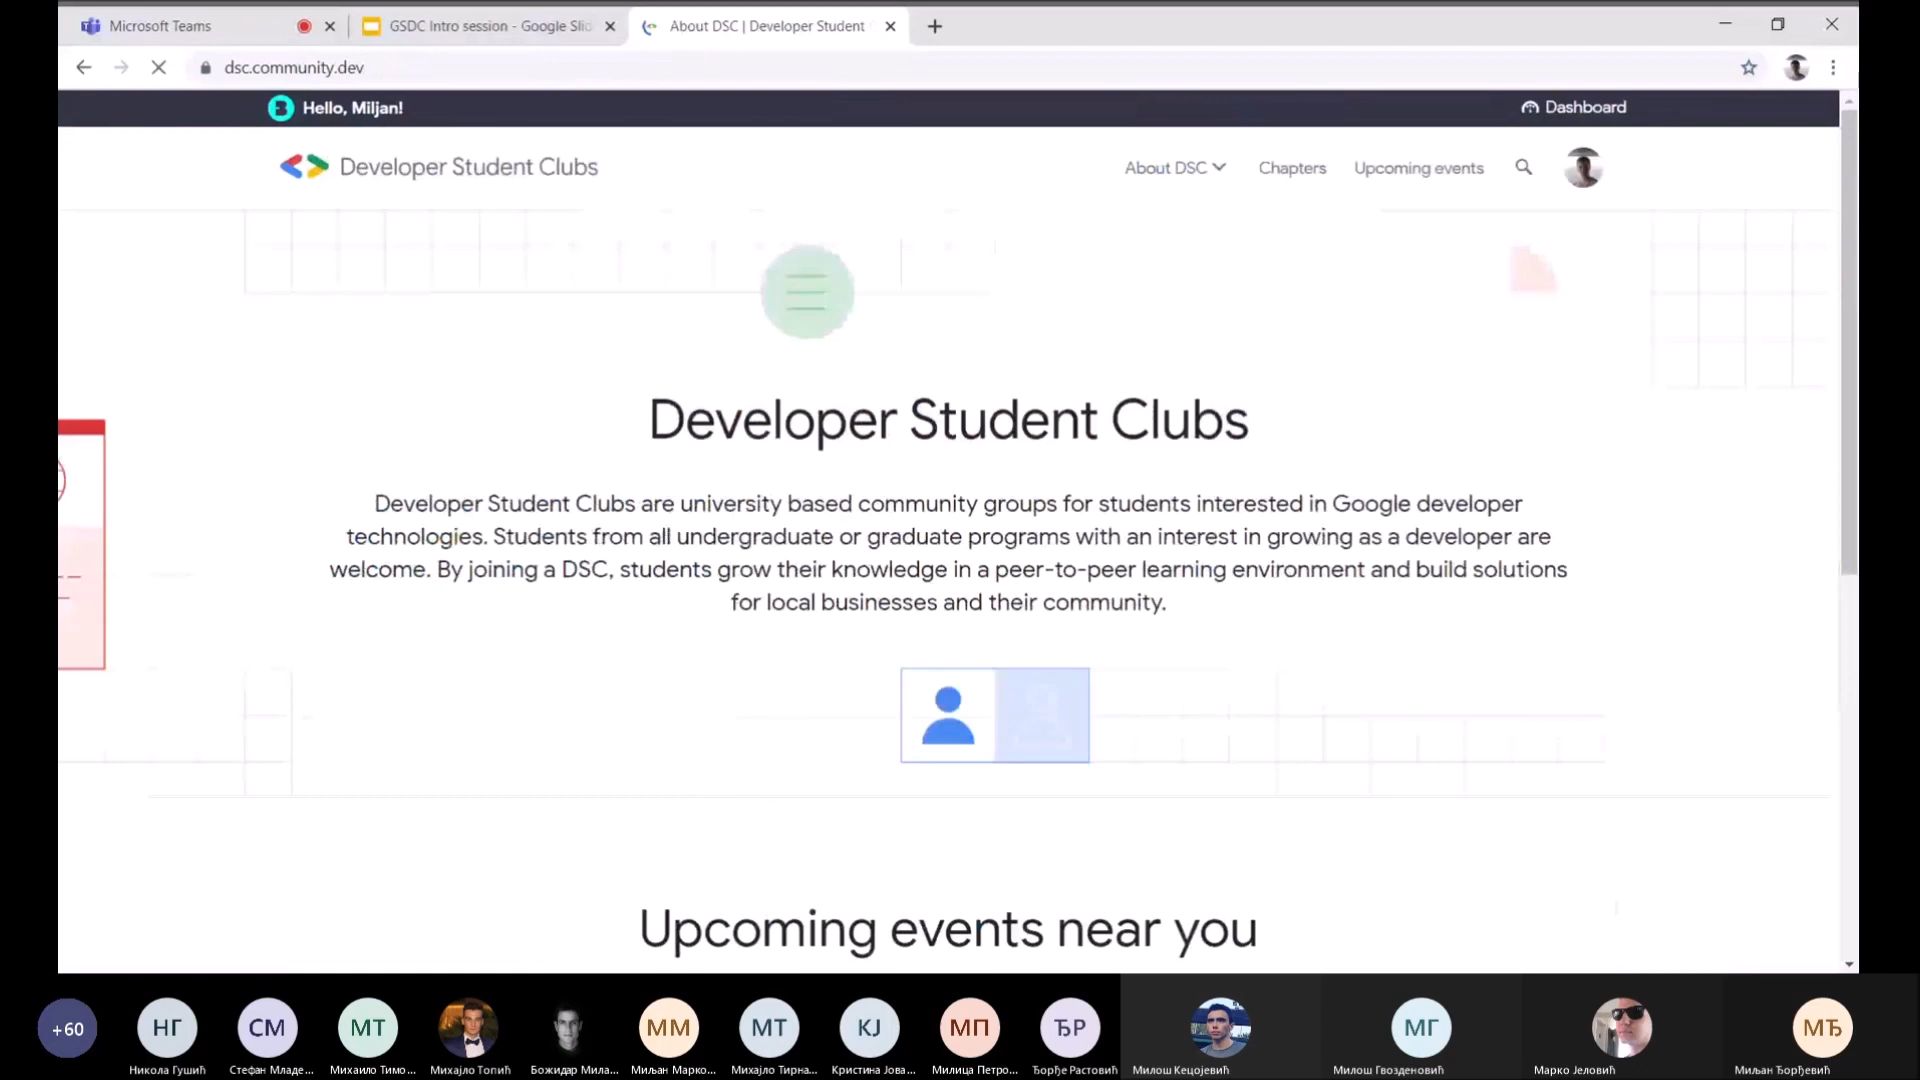 Microsoft Teams
GSDC Intro session - Google Slid
About DSC | Developer Student
dsc.community.dev
Hello, Miljan!
Dashboard
Developer Student Clubs
About DSC
Chapters
Upcoming events
Developer Student Clubs
Developer Student Clubs are university based community groups for students interested in Google developer
technologies. Students from all undergraduate or graduate programs with an interest in growing as a developer are
welcome. By joining a DSC, students grow their knowledge in a peer-to-peer learning environment and build solutions
for local businesses and their community.
Upcoming events near you
+60
НГ
СМ
МТ
ММ
МТ
КЈ
МП
ЂР
МГ
МЂ
Никола Гушић
Стефан Младе...
Михаило Тимо...
Михајло Топић
Божидар Мила...
Миљан Марко...
Михајло Тирна...
Кристина Јова...
Милица Петро...
Ђорђе Растовић
Милош Кецојевић
Милош Гвозденовић
Марко Јеловић
Миљан Ђорђевић